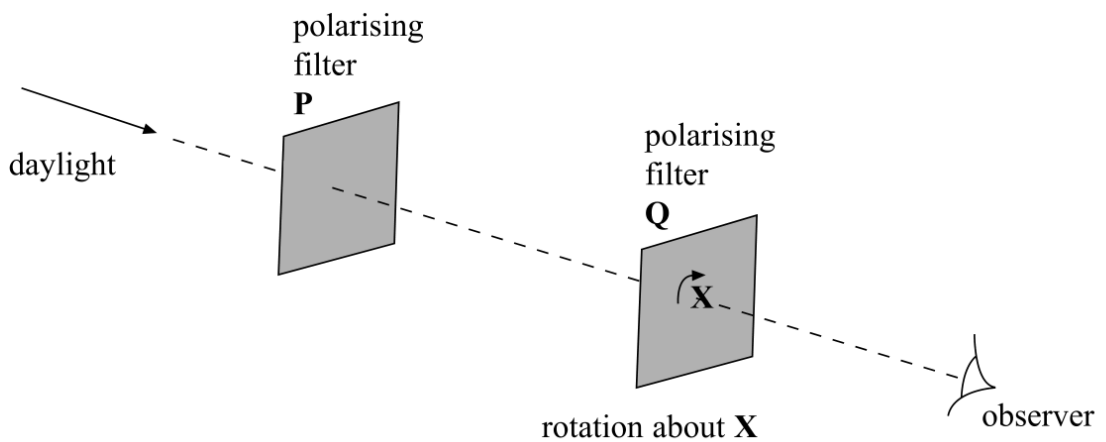 polarising
filter
P
daylight
polarising
filter
Q
X
rotation about X
observer